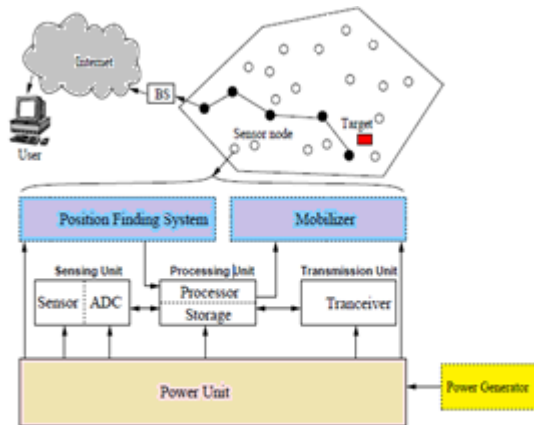 Internet
BS
User
Sensor node
Target
Position Finding System
Mobilizer
Sensing Unit
Processing Unit
Transmission Unit
Sensor
ADC
Processor
Storage
Tranceiver
Power Unit
Power Generator